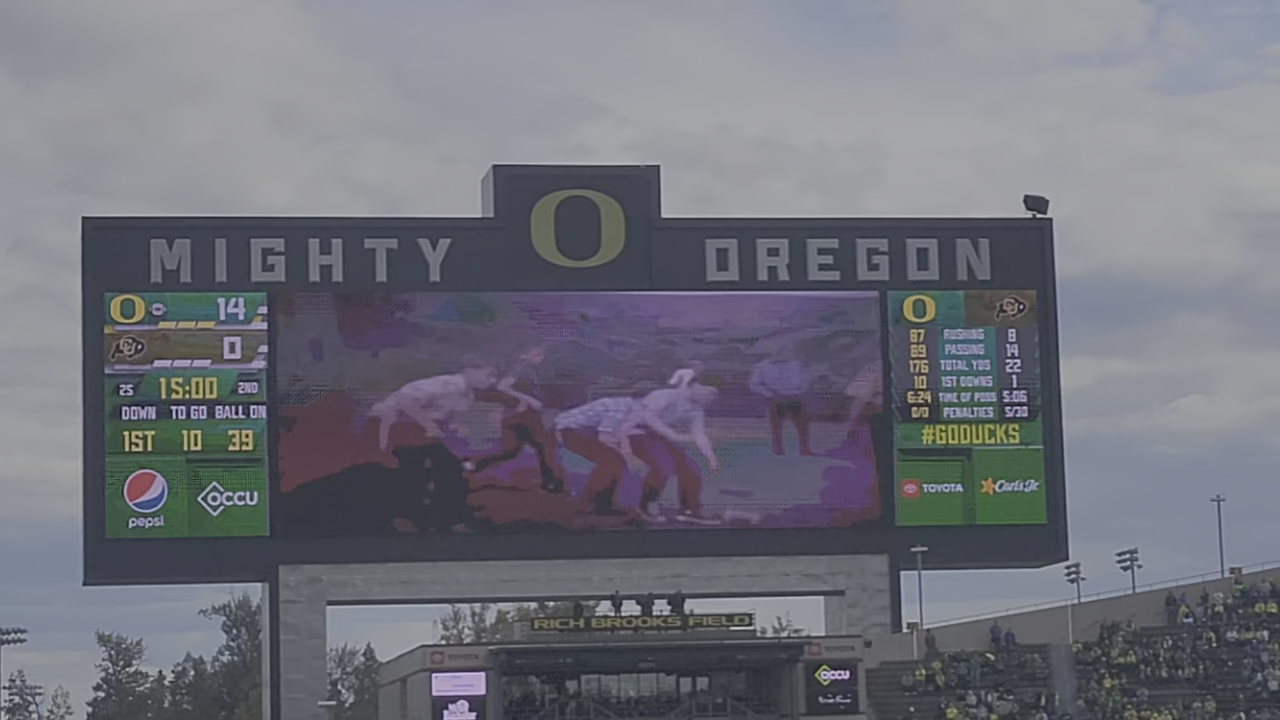 MIGHTY O OREGON
O 14
0
25 15:00 2ND
DOWN TO GO BALL ON
1ST 10 39
pepsi OCCU
O
87 RUSHING 8
89 PASSING 14
176 TOTAL YDS 22
10 1ST DOWNS 1
6:24 TIME OF POSS 5:06
0/0 PENALTIES 5/30
#GODUCKS
TOYOTA Carl's Jr.
RICH BROOKS FIELD
TOYOTA TOYOTA
OCCU